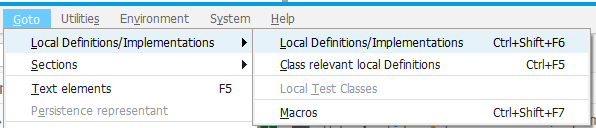 Goto Utilities Environment System Help
Local Definitions/Implementations
Sections
Text elements F5
Persistence representant
Local Definitions/Implementations Ctrl+Shift+F6
Class relevant local Definitions Ctrl+F5
Local Test Classes
Macros Ctrl+Shift+F7